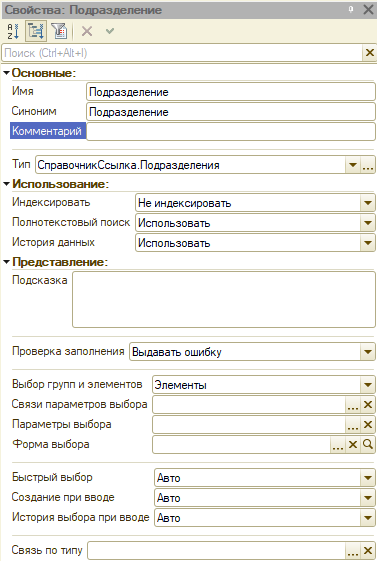 Свойства: Подразделение
Поиск (Ctrl+Alt+I)
Основные:
Имя Подразделение
Синоним Подразделение
Комментарий
Тип СправочникСсылка.Подразделения
Использование:
Индексировать Не индексировать
Полнотекстовый поиск Использовать
История данных Использовать
Представление:
Подсказка
Проверка заполнения Выдавать ошибку
Выбор групп и элементов Элементы
Связи параметров выбора
Параметры выбора
Форма выбора
Быстрый выбор Авто
Создание при вводе Авто
История выбора при вводе Авто
Связь по типу